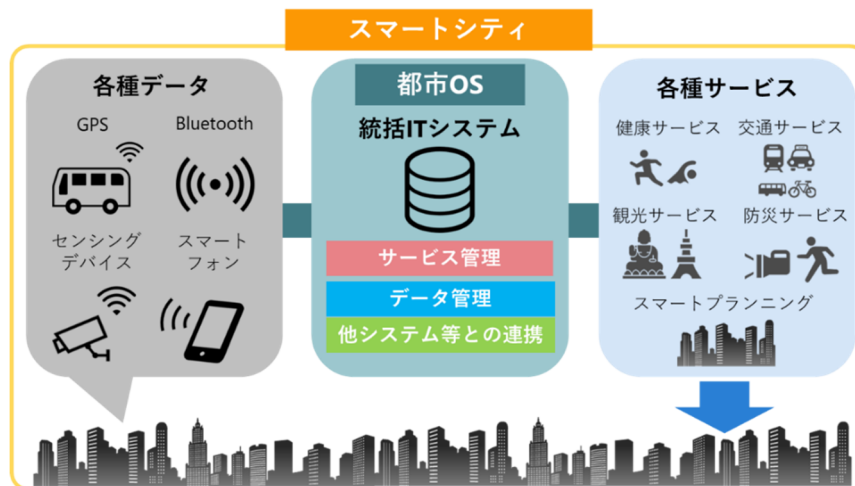 スマートシティ
各種データ
GPS
Bluetooth
センシング
デバイス
スマート
フォン
都市OS
統括ITシステム
サービス管理
データ管理
他システム等との連携
各種サービス
健康サービス
交通サービス
観光サービス
防災サービス
スマートプランニング